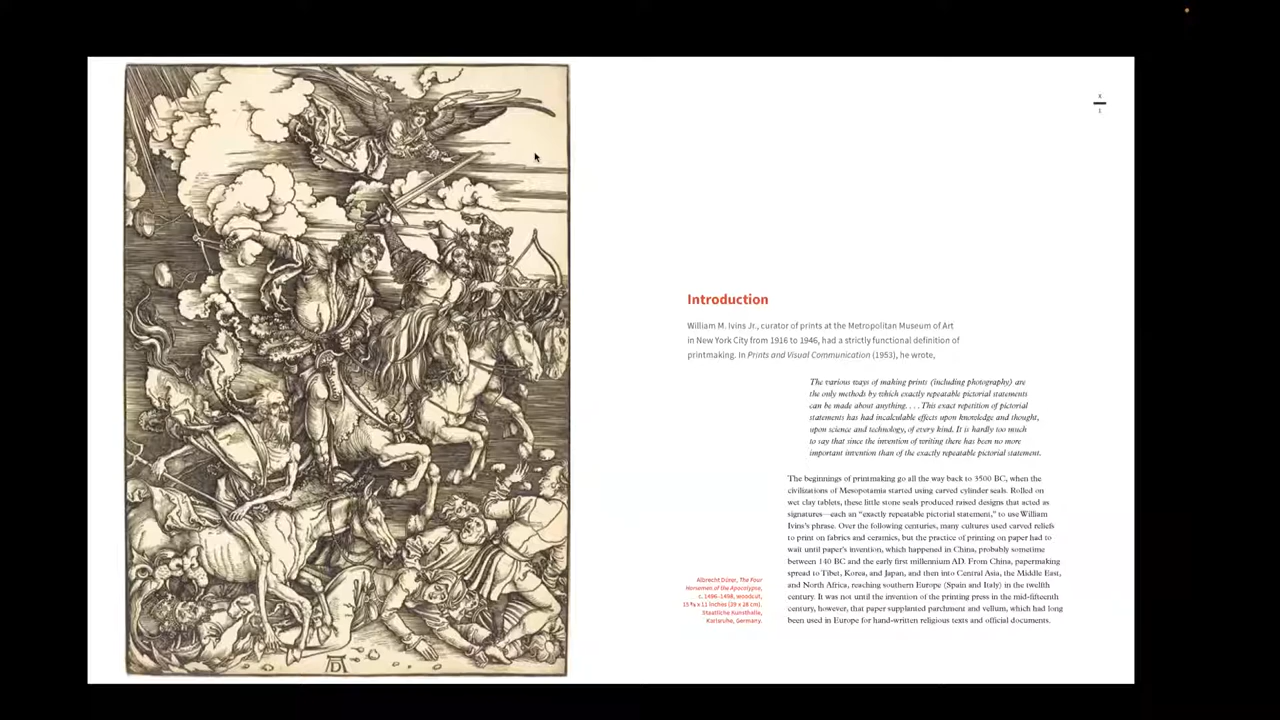 x
1
Introduction
William M. Ivins Jr., curator of prints at the Metropolitan Museum of Art
in New York City from 1916 to 1946, had a strictly functional definition of
printmaking. In Prints and Visual Communication (1953), he wrote,
The various ways of making prints (including photography) are
the only methods by which exactly repeatable pictorial statements
can be made about anything. . . . This exact repetition of pictorial
statements has had incalculable effects upon knowledge and thought,
upon science and technology, of every kind. It is hardly too much
to say that since the invention of writing there has been no more
important invention than of the exactly repeatable pictorial statement.
The beginnings of printmaking go all the way back to 3500 BC, when the
civilizations of Mesopotamia started using carved cylinder seals. Rolled on
wet clay tablets, these little stone seals produced raised designs that acted as
signatures—each an “exactly repeatable pictorial statement,” to use William
Ivins’s phrase. Over the following centuries, many cultures used carved reliefs
to print on fabrics and ceramics, but the practice of printing on paper had to
wait until paper’s invention, which happened in China, probably sometime
between 140 BC and the early first millennium AD. From China, papermaking
spread to Tibet, Korea, and Japan, and then into Central Asia, the Middle East,
and North Africa, reaching southern Europe (Spain and Italy) in the twelfth
century. It was not until the invention of the printing press in the mid-fifteenth
century, however, that paper supplanted parchment and vellum, which had long
been used in Europe for hand-written religious texts and official documents.
Albrecht Dürer, The Four
Horsemen of the Apocalypse,
c. 1496–1498, woodcut,
15 ⅜ x 11 inches (39 x 28 cm).
Staatliche Kunsthalle,
Karlsruhe, Germany.
AD